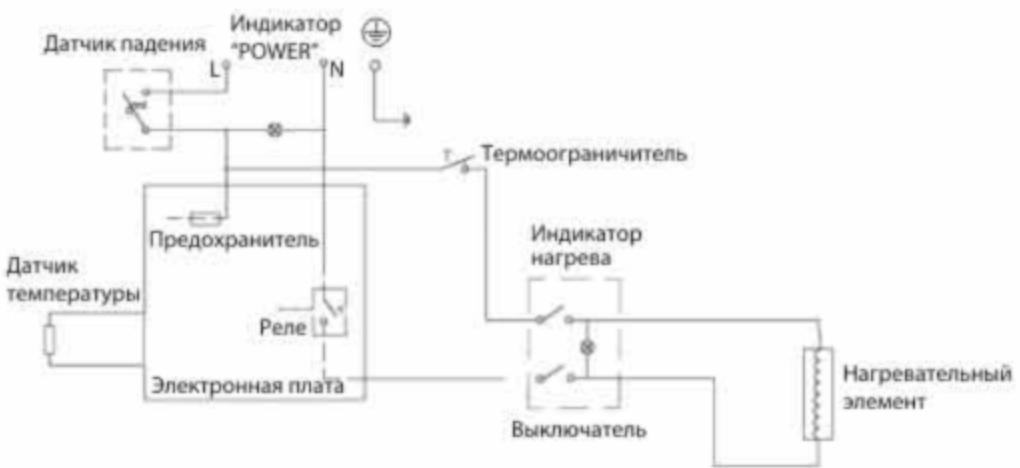 Датчик падения
Индикатор
"POWER"
L
N
T
Термоограничитель
Предохранитель
Датчик
температуры
Индикатор
нагрева
Реле
Электронная плата
Нагревательный
элемент
Выключатель